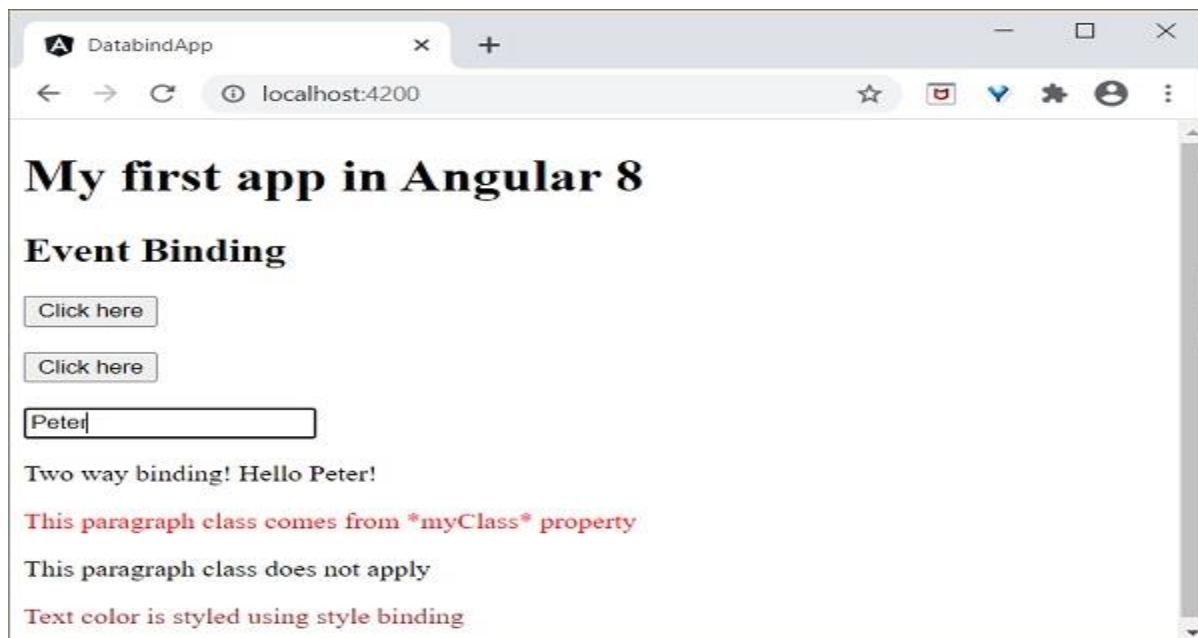 DatabindApp
localhost:4200
My first app in Angular 8
Event Binding
Click here
Click here
Peter
Two way binding! Hello Peter!
This paragraph class comes from *myClass* property
This paragraph class does not apply
Text color is styled using style binding